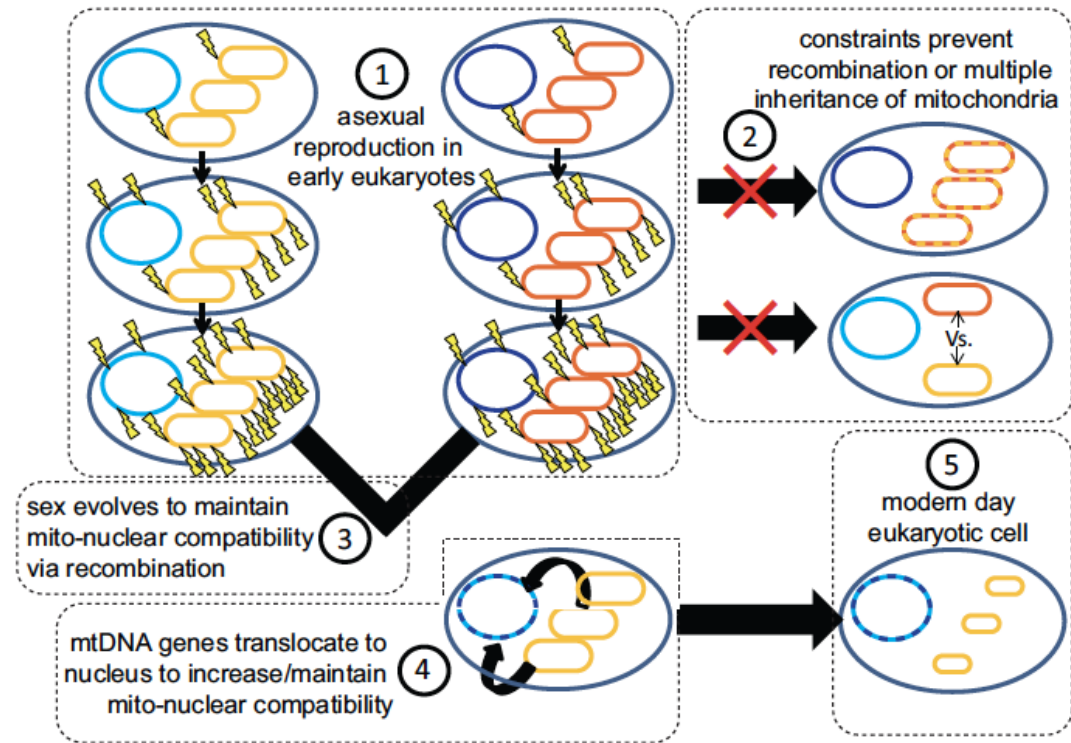 1
asexual
reproduction in
early eukaryotes
constraints prevent
recombination or multiple
inheritance of mitochondria
2
Vs.
sex evolves to maintain
mito-nuclear compatibility
via recombination
3
mtDNA genes translocate to
nucleus to increase/maintain
mito-nuclear compatibility
4
5
modern day
eukaryotic cell